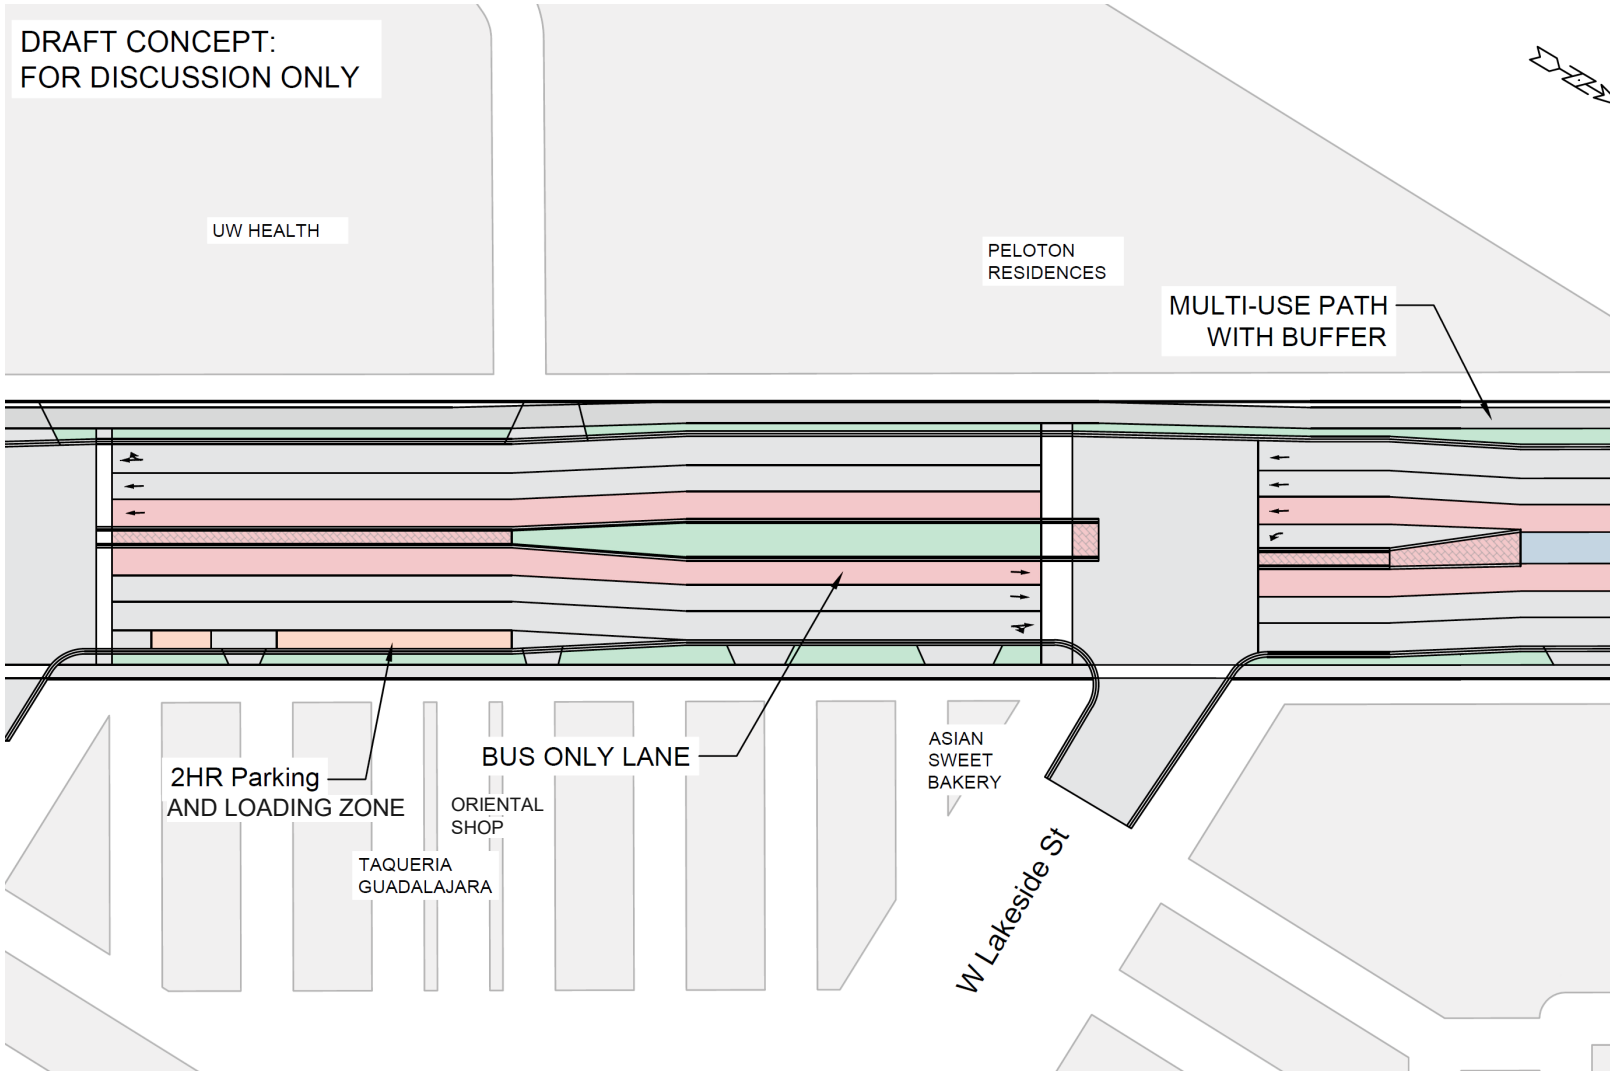 DRAFT CONCEPT:
FOR DISCUSSION ONLY
UW HEALTH
PELOTON
RESIDENCES
MULTI-USE PATH
WITH BUFFER
BUS ONLY LANE
2HR Parking
AND LOADING ZONE
ORIENTAL
SHOP
TAQUERIA
GUADALAJARA
ASIAN
SWEET
BAKERY
W Lakeside St
N